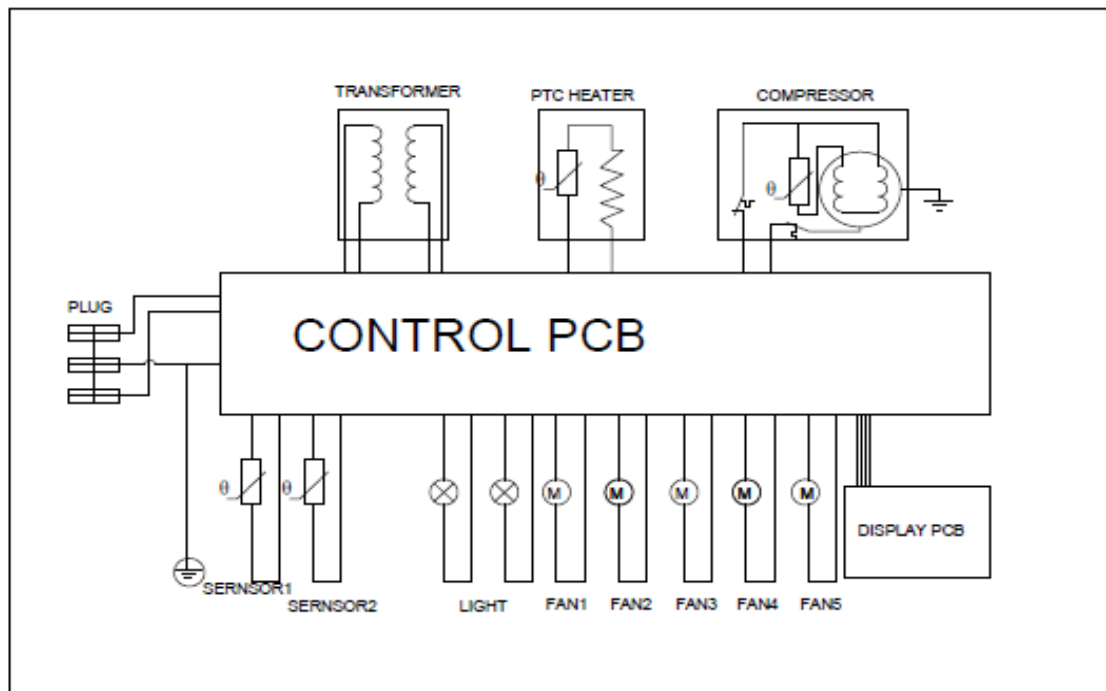 TRANSFORMER
PTC HEATER
COMPRESSOR
θ
θ
PLUG
CONTROL PCB
θ
θ
M
M
M
M
M
DISPLAY PCB
SERNSOR1
SERNSOR2
LIGHT
FAN1
FAN2
FAN3
FAN4
FAN5